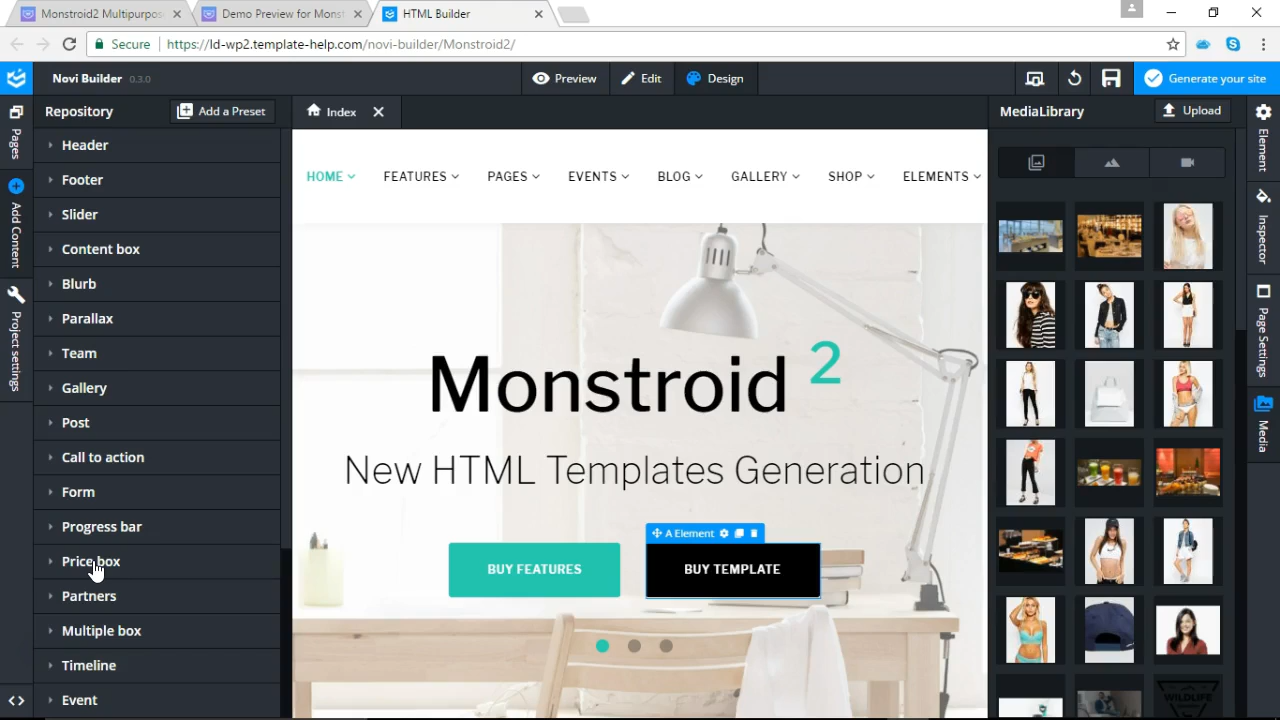 Monstroid2 Multipurpos
Demo Preview for Monst
HTML Builder
Secure
https://ld-wp2.template-help.com/novi-builder/Monstroid2/
Novi Builder 0.3.0
Preview
Edit
Design
Generate your site
Pages
Add Content
Project settings
Repository
Add a Preset
Header
Footer
Slider
Content box
Blurb
Parallax
Team
Gallery
Post
Call to action
Form
Progress bar
Price box
Partners
Multiple box
Timeline
Event
Index
HOME
FEATURES
PAGES
EVENTS
BLOG
GALLERY
SHOP
ELEMENTS
Monstroid 2
New HTML Templates Generation
A Element
BUY FEATURES
BUY TEMPLATE
MediaLibrary
Upload
WILDLIFE
Element
Inspector
Page Settings
Media